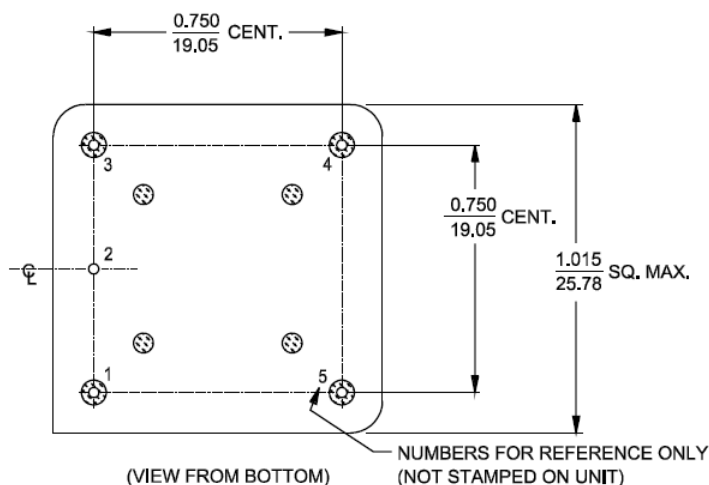 0.750
19.05 CENT.
3
4
0.750
19.05 CENT.
2
℄
1.015
25.78 SQ. MAX.
1
5
NUMBERS FOR REFERENCE ONLY
(VIEW FROM BOTTOM)
(NOT STAMPED ON UNIT)